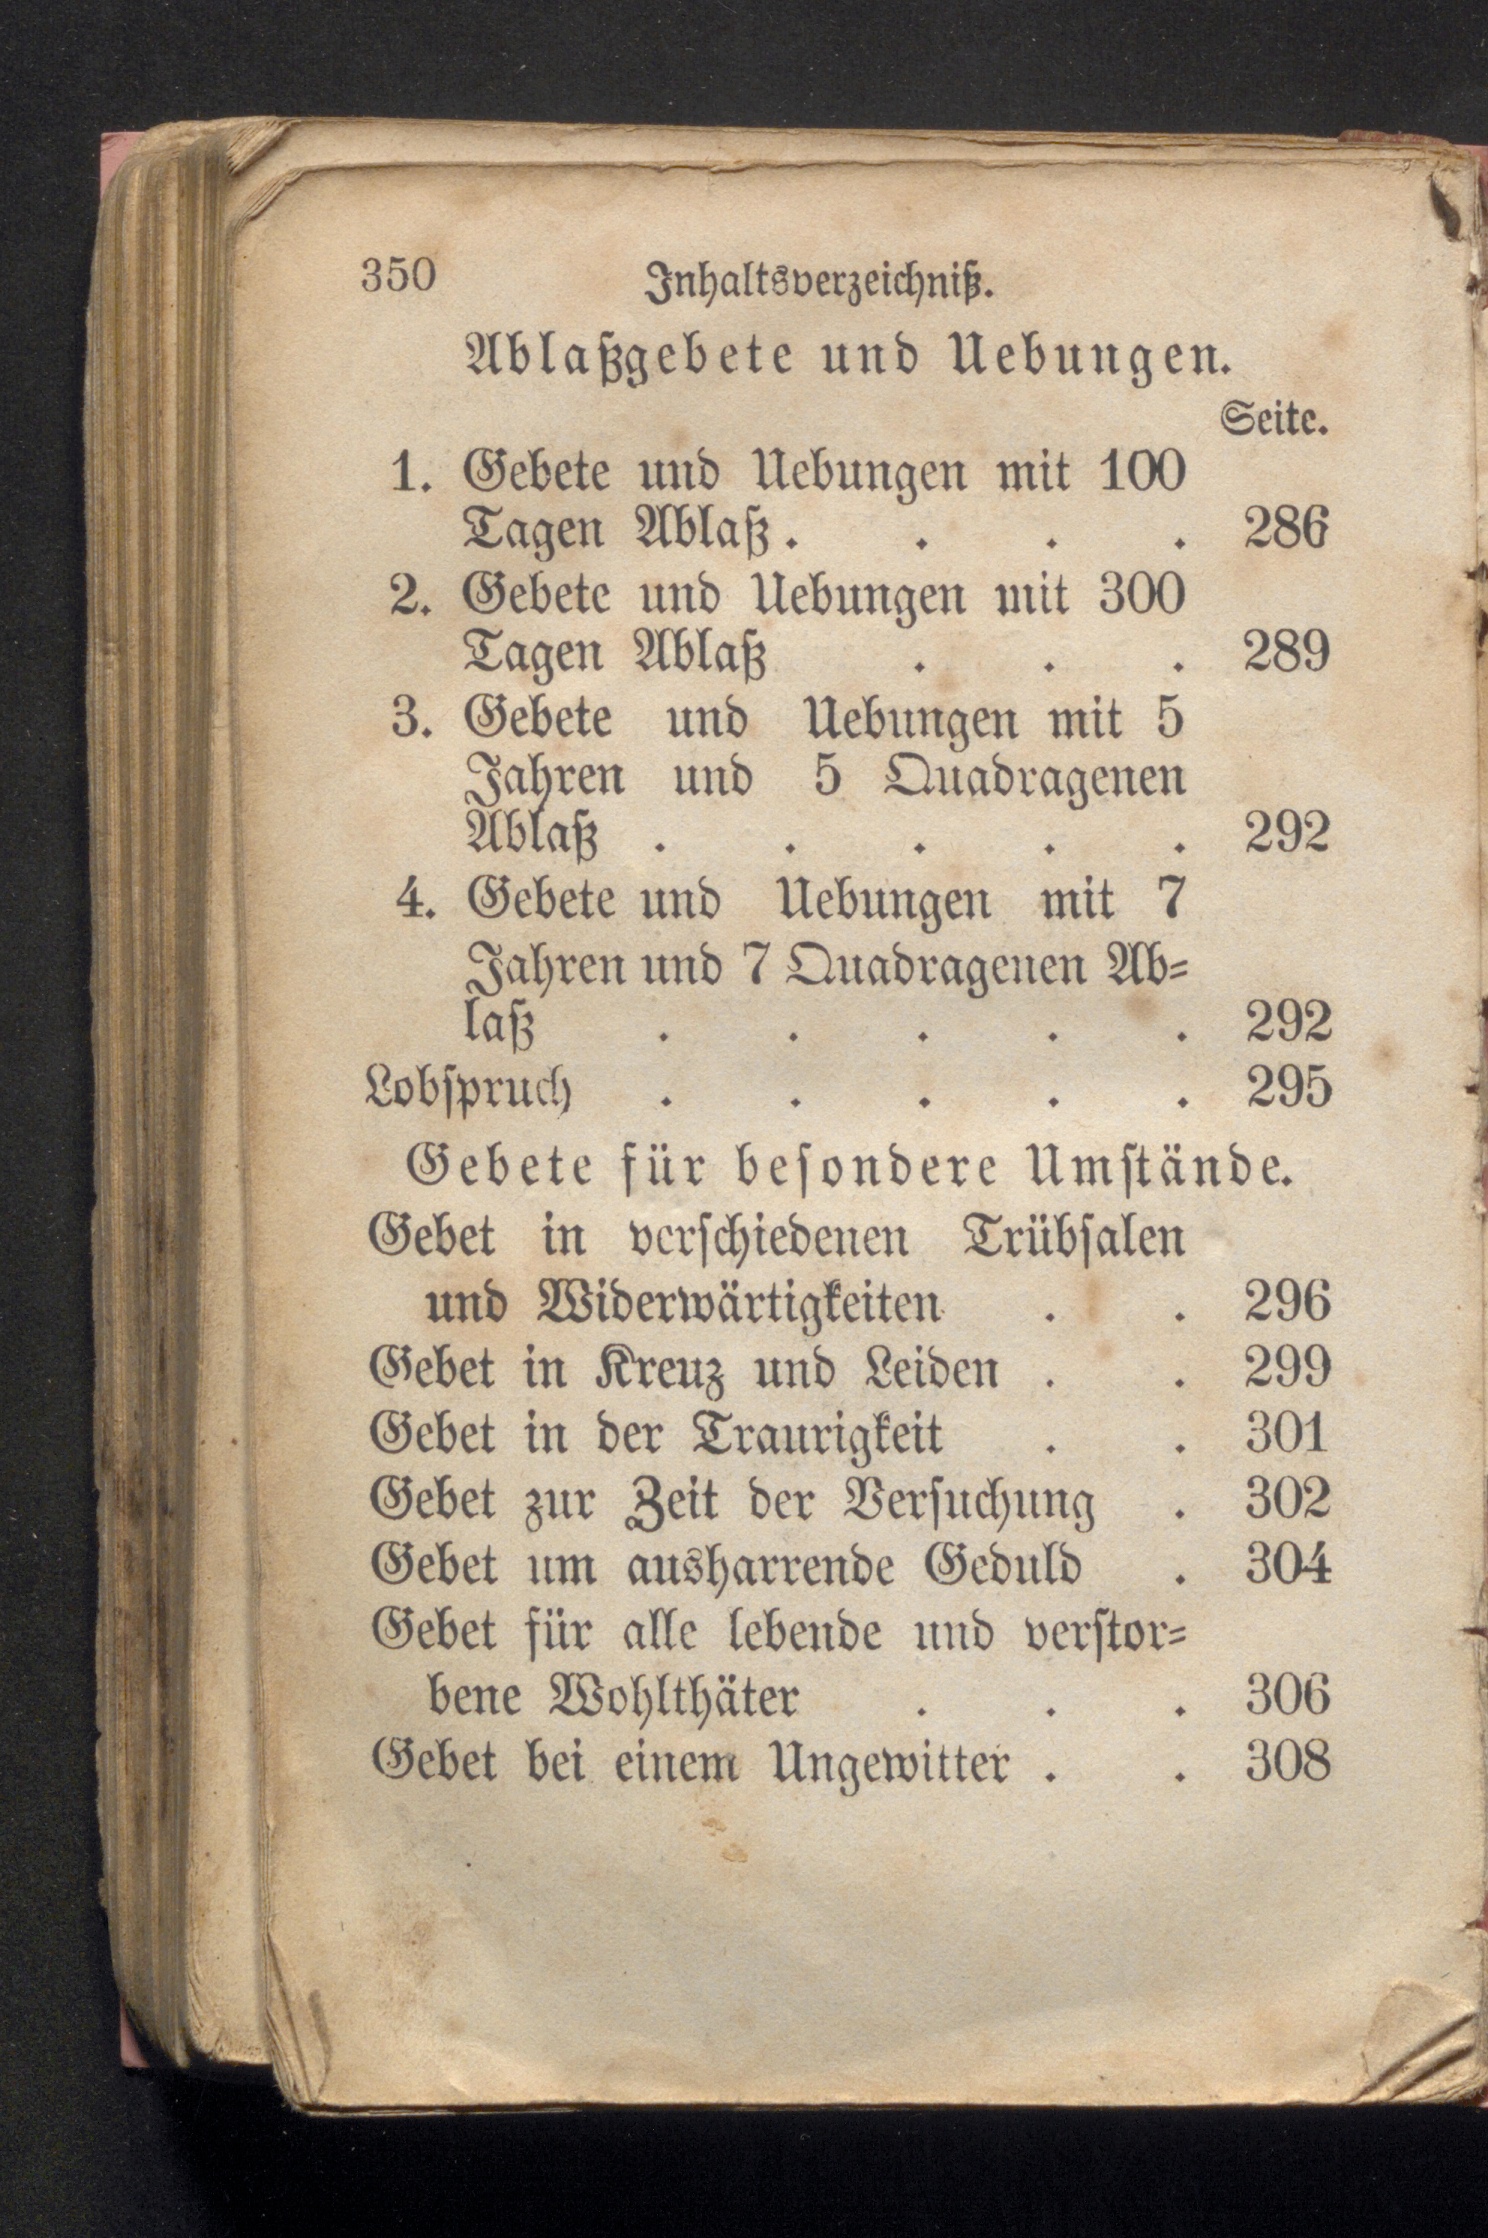 350 Inhaltsverzeichniß.
Ablaßgebete und Uebungen.
Seite.
1. Gebete und Uebungen mit 100
Tagen Ablaß . . . . 286
2. Gebete und Uebungen mit 300
Tagen Ablaß . . . 289
3. Gebete und Uebungen mit 5
Jahren und 5 Quadragenen
Ablaß . . . . . 292
4. Gebete und Uebungen mit 7
Jahren und 7 Quadragenen Ab-
laß . . . . . 292
Lobspruch . . . . . 295
Gebete für besondere Umstände.
Gebet in verschiedenen Trübsalen
und Widerwärtigkeiten . . 296
Gebet in Kreuz und Leiden . . 299
Gebet in der Traurigkeit . . 301
Gebet zur Zeit der Versuchung . 302
Gebet um ausharrende Geduld . 304
Gebet für alle lebende und verstor-
bene Wohlthäter . . . 306
Gebet bei einem Ungewitter . . 308